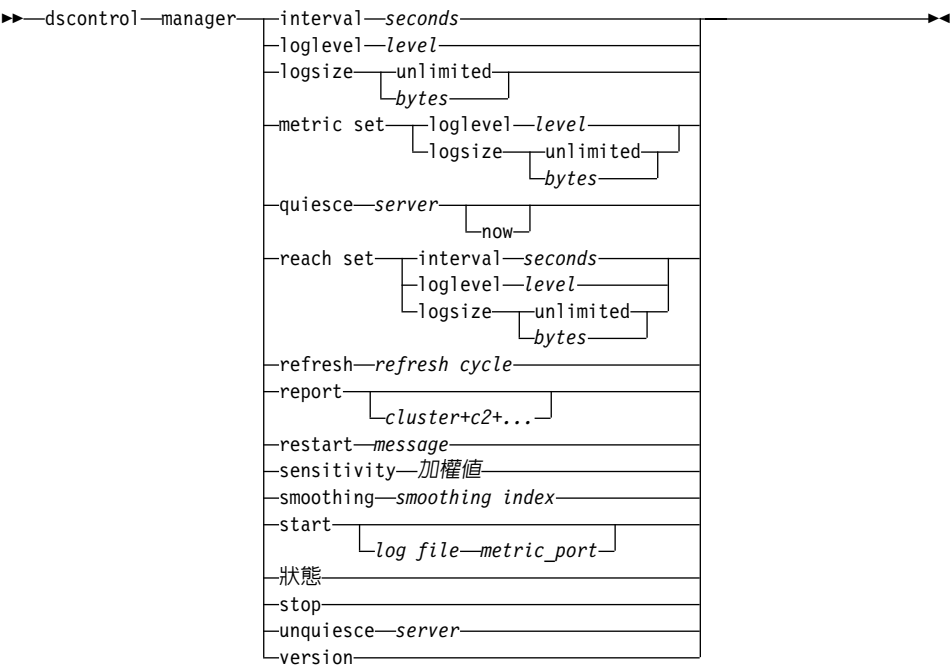 dscontrol manager interval seconds
loglevel level
logsize unlimited
bytes
metric set loglevel level
logsize unlimited
bytes
quiesce server
now
reach set interval seconds
loglevel level
logsize unlimited
bytes
refresh refresh cycle
report
cluster+c2+...
restart message
sensitivity 加權值
smoothing smoothing index
start
log file metric_port
狀態
stop
unquiesce server
version